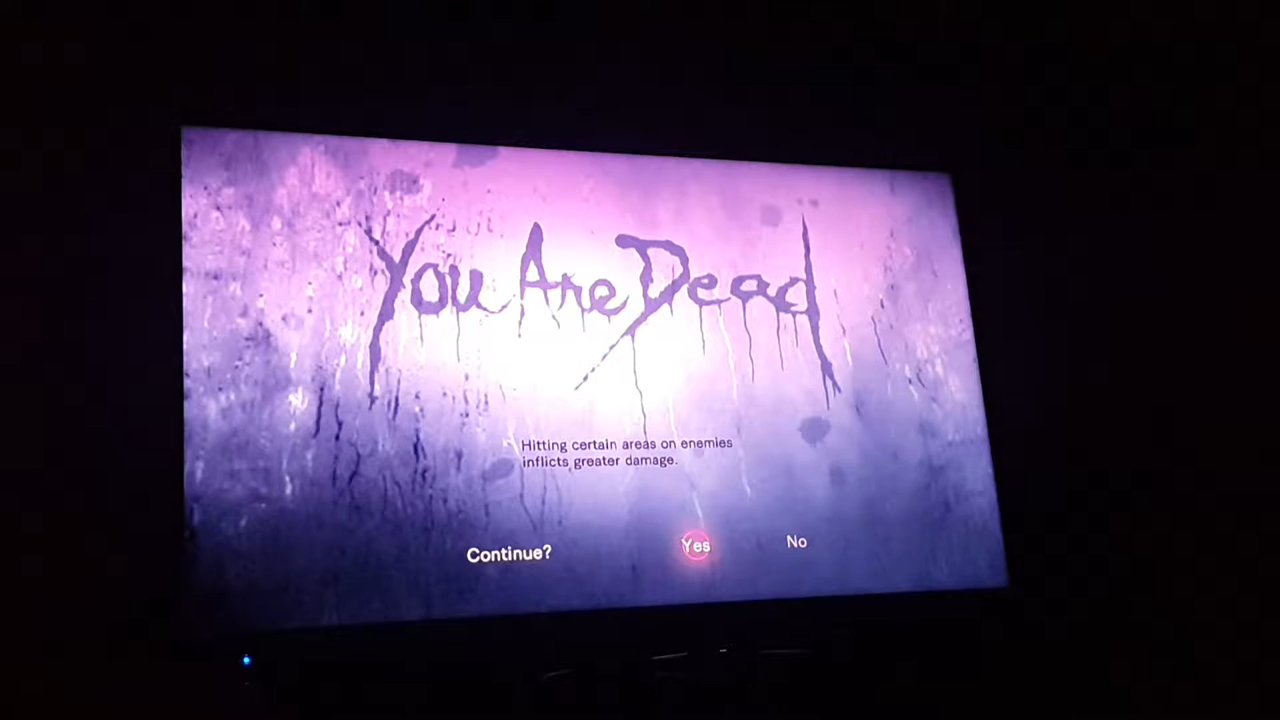 You Are Dead
Hitting certain areas on enemies
inflicts greater damage.
Continue? Yes No